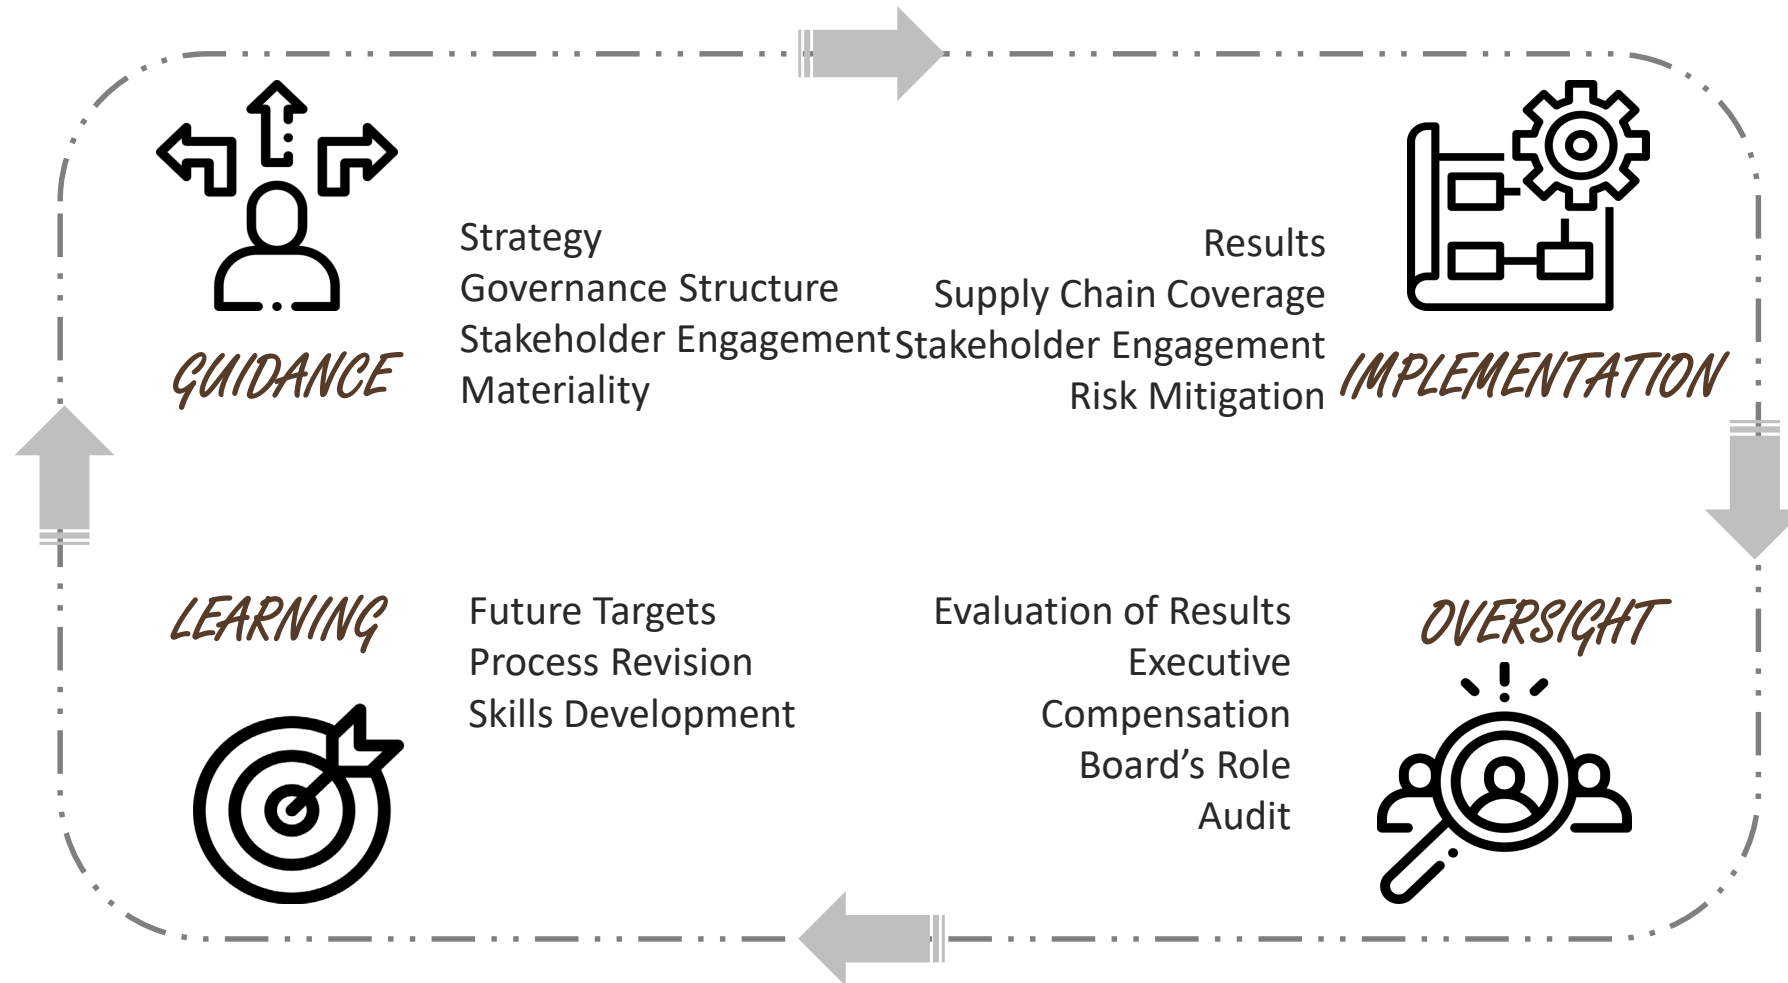 Strategy
Governance Structure
Stakeholder Engagement
Materiality
GUIDANCE
Results
Supply Chain Coverage
Stakeholder Engagement
Risk Mitigation
IMPLEMENTATION
LEARNING
Future Targets
Process Revision
Skills Development
Evaluation of Results
Executive
Compensation
Board’s Role
Audit
OVERSIGHT